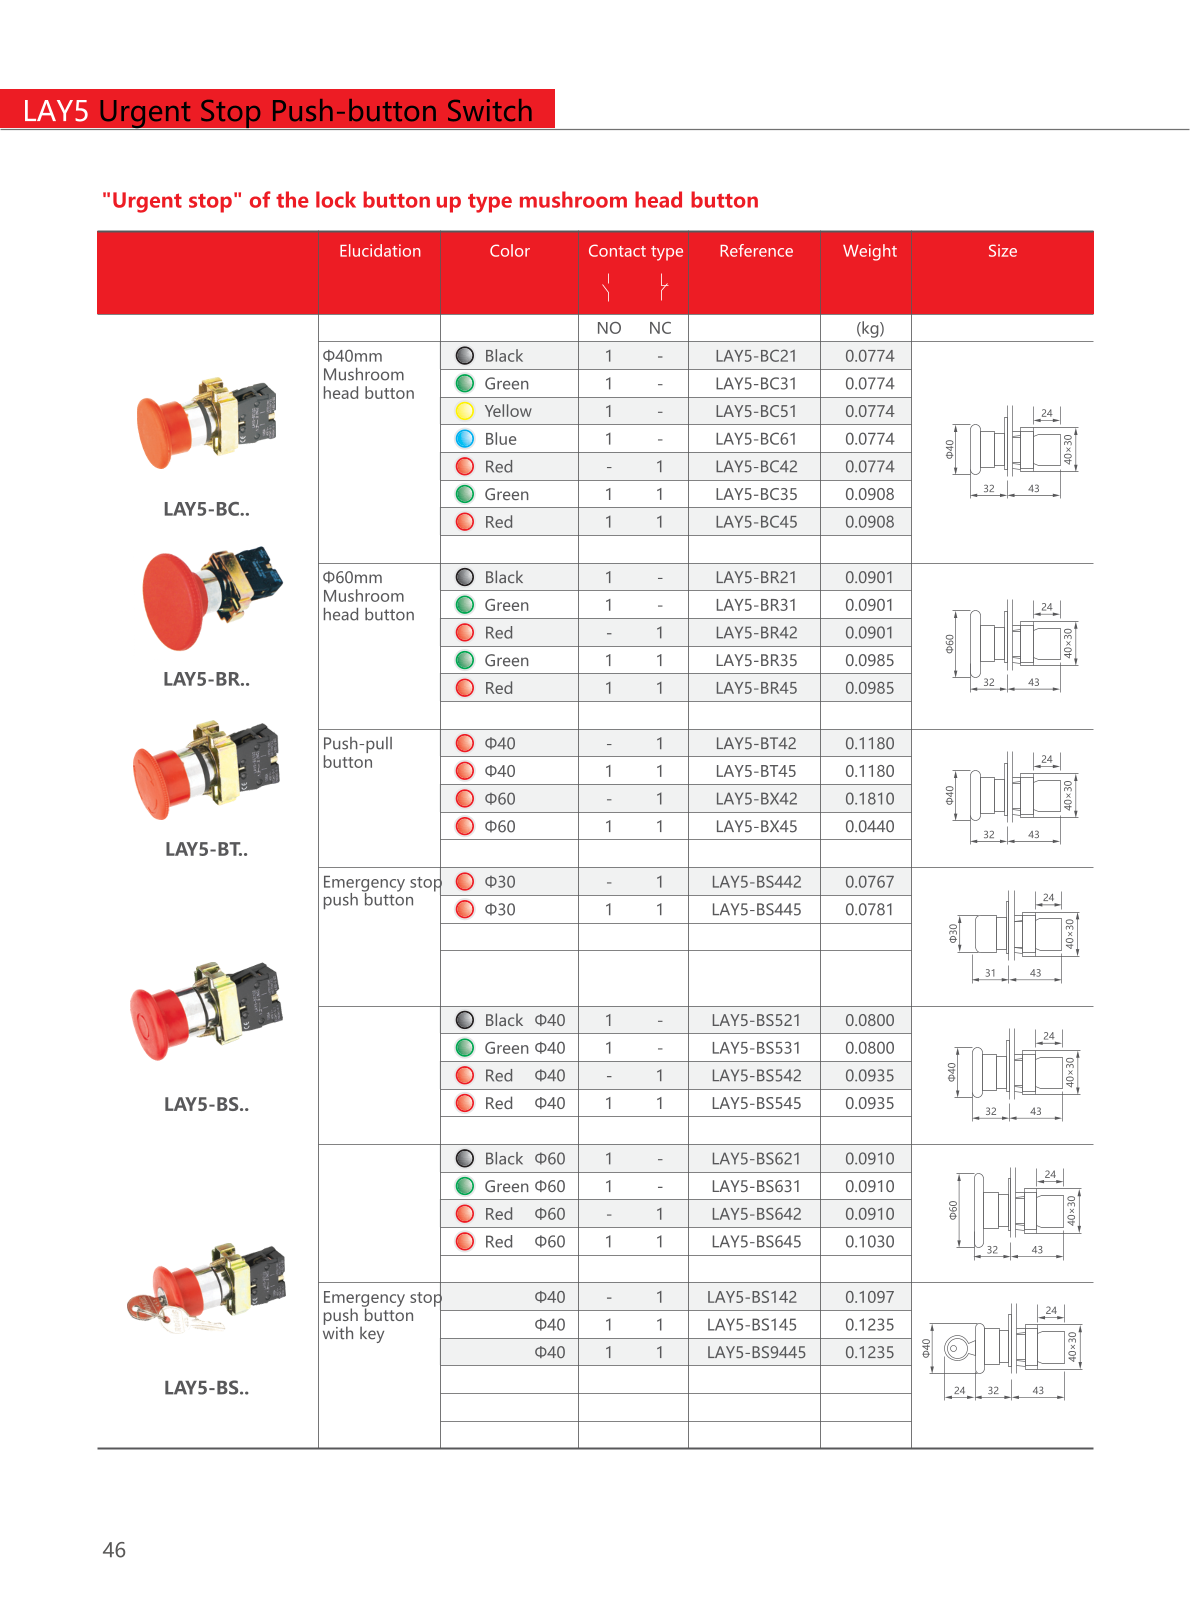 LAY5 Urgent Stop Push-button Switch
"Urgent stop" of the lock button up type mushroom head button
Elucidation Color Contact type Reference Weight Size
NO NC (kg)
Φ40mm
Mushroom
head button
Black 1 - LAY5-BC21 0.0774
Green 1 - LAY5-BC31 0.0774
Yellow 1 - LAY5-BC51 0.0774
Blue 1 - LAY5-BC61 0.0774
Red - 1 LAY5-BC42 0.0774
Green 1 1 LAY5-BC35 0.0908
Red 1 1 LAY5-BC45 0.0908
24
Φ40
40×30
32 43
LAY5-BC..
Φ60mm
Mushroom
head button
Black 1 - LAY5-BR21 0.0901
Green 1 - LAY5-BR31 0.0901
Red - 1 LAY5-BR42 0.0901
Green 1 1 LAY5-BR35 0.0985
Red 1 1 LAY5-BR45 0.0985
24
Φ60
40×30
32 43
LAY5-BR..
Push-pull
button
Φ40 - 1 LAY5-BT42 0.1180
Φ40 1 1 LAY5-BT45 0.1180
Φ60 - 1 LAY5-BX42 0.1810
Φ60 1 1 LAY5-BX45 0.0440
24
Φ40
40×30
32 43
LAY5-BT..
Emergency stop
push button
Φ30 - 1 LAY5-BS442 0.0767
Φ30 1 1 LAY5-BS445 0.0781
24
Φ30
40×30
31 43
Black Φ40 1 - LAY5-BS521 0.0800
Green Φ40 1 - LAY5-BS531 0.0800
Red Φ40 - 1 LAY5-BS542 0.0935
Red Φ40 1 1 LAY5-BS545 0.0935
24
Φ40
40×30
32 43
LAY5-BS..
Black Φ60 1 - LAY5-BS621 0.0910
Green Φ60 1 - LAY5-BS631 0.0910
Red Φ60 - 1 LAY5-BS642 0.0910
Red Φ60 1 1 LAY5-BS645 0.1030
24
Φ60
40×30
32 43
Emergency stop
push button
with key
Φ40 - 1 LAY5-BS142 0.1097
Φ40 1 1 LAY5-BS145 0.1235
Φ40 1 1 LAY5-BS9445 0.1235
24
Φ40
40×30
24 32 43
LAY5-BS..
46